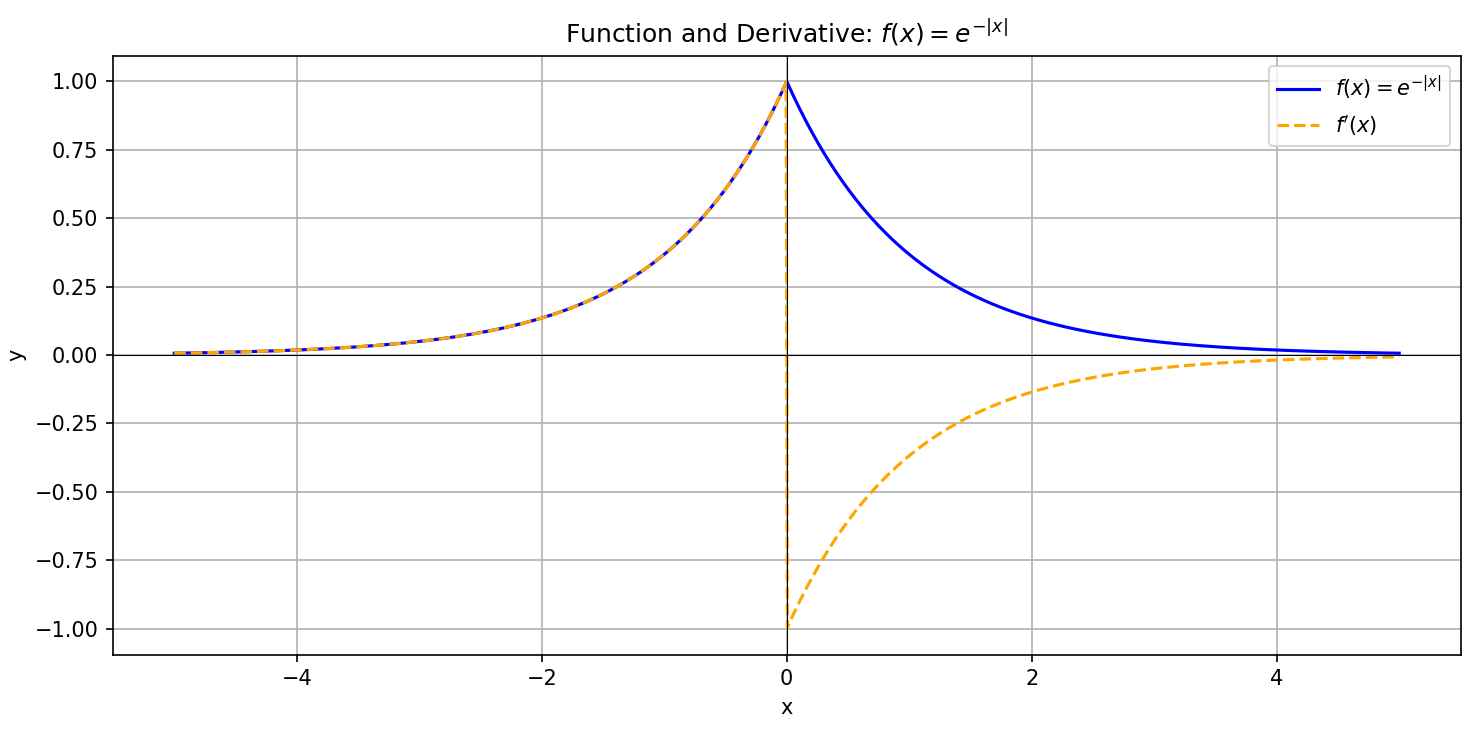 Function and Derivative: f(x) = e^{-|x|}
f(x) = e^{-|x|}
f′(x)
1.00
0.75
0.50
0.25
0.00
−0.25
−0.50
−0.75
−1.00
y
−4 −2 0 2 4
x